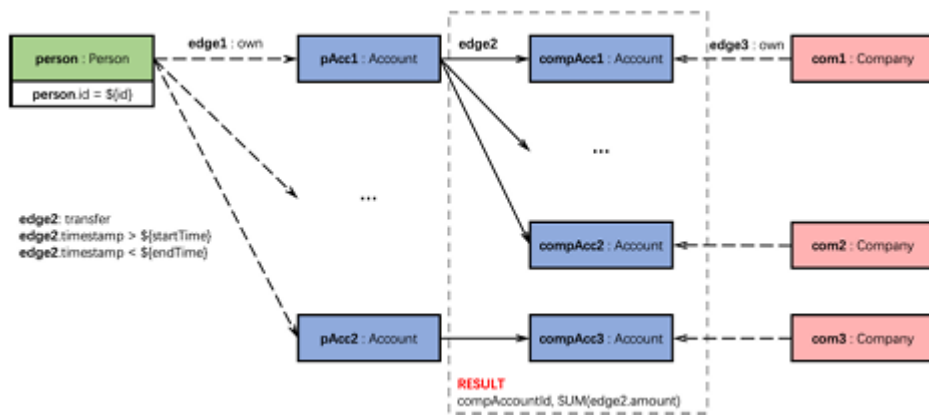 edge1 : own
edge2
edge3 : own
person : Person
pAcc1 : Account
compAcc1 : Account
com1 : Company
person.id = ${id}
...
...
edge2: transfer
edge2.timestamp > ${startTime}
edge2.timestamp < ${endTime}
compAcc2 : Account
com2 : Company
pAcc2 : Account
compAcc3 : Account
com3 : Company
RESULT
compAccountId, SUM(edge2.amount)